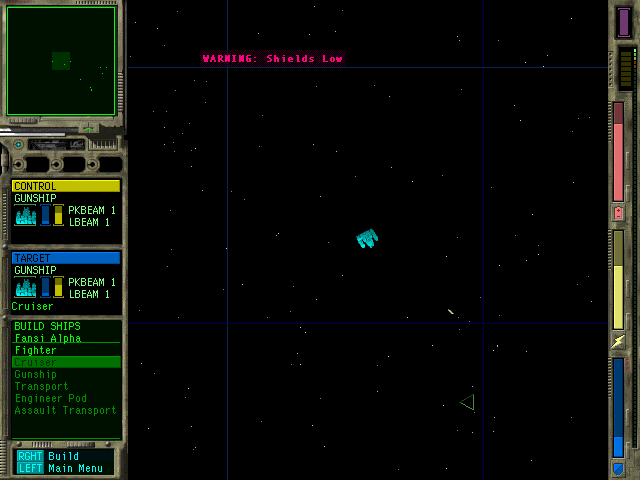 WARNING: Shields Low
CONTROL
GUNSHIP
PKBEAM 1
LBEAM 1
TARGET
GUNSHIP
PKBEAM 1
LBEAM 1
Cruiser
BUILD SHIPS
Fansi Alpha
Fighter
Cruiser
Gunship
Transport
Engineer Pod
Assault Transport
RGHT Build
LEFT Main Menu